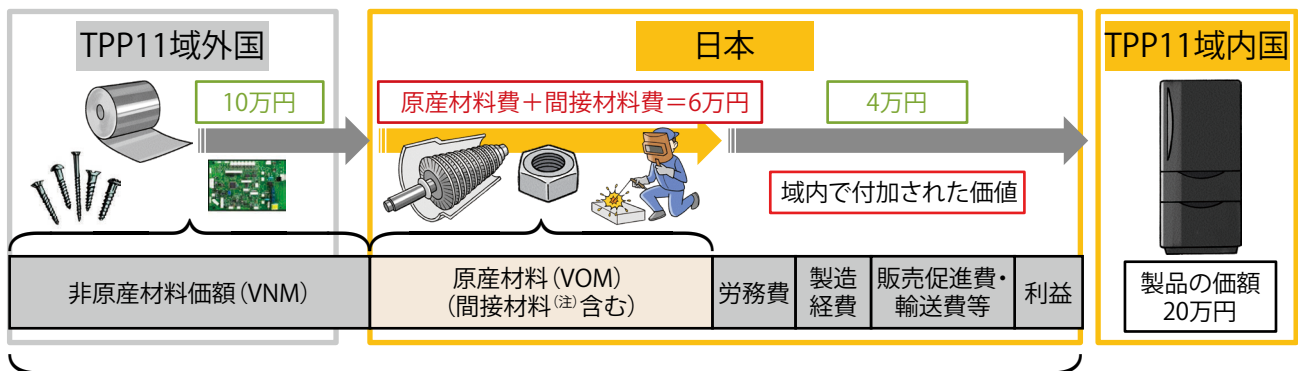 TPP11域外国
日本
TPP11域内国
10万円
原産材料費＋間接材料費＝6万円
4万円
域内で付加された価値
非原産材料価額（VNM）
原産材料（VOM）
（間接材料（注）含む）
労務費
製造
経費
販売促進費・
輸送費等
利益
製品の価額
20万円